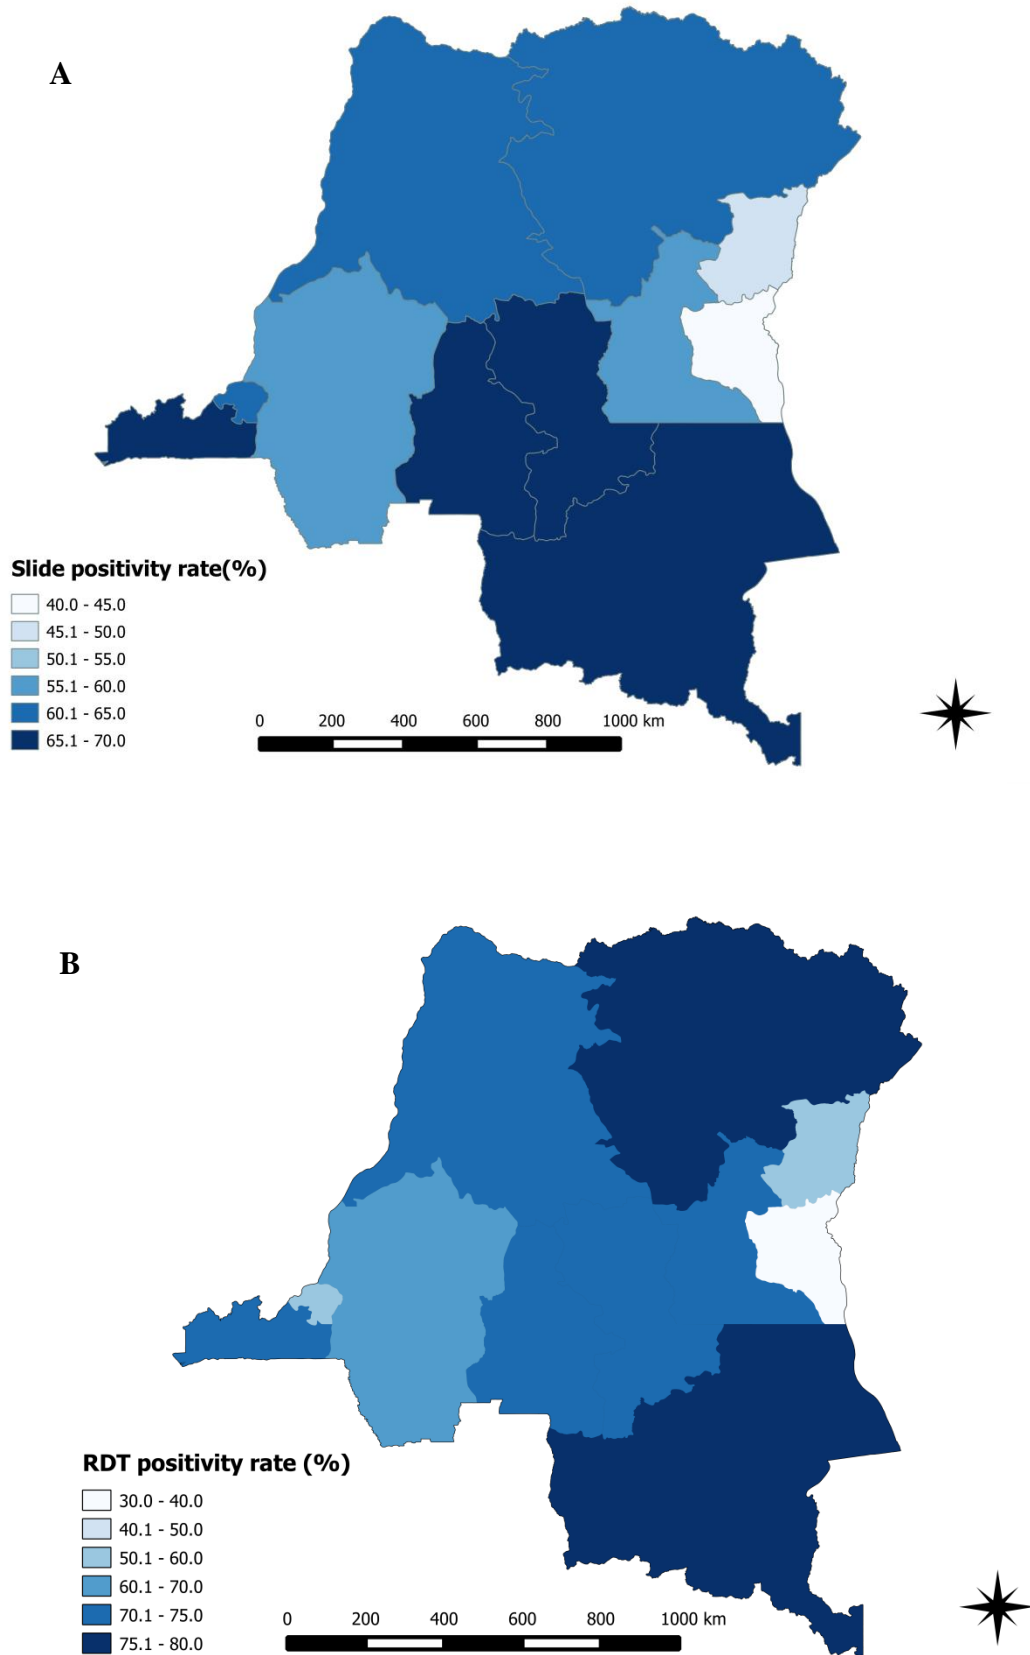 A
Slide positivity rate(%)
40.0 - 45.0
45.1 - 50.0
50.1 - 55.0
55.1 - 60.0
60.1 - 65.0
65.1 - 70.0
0 200 400 600 800 1000 km
B
RDT positivity rate (%)
30.0 - 40.0
40.1 - 50.0
50.1 - 60.0
60.1 - 70.0
70.1 - 75.0
75.1 - 80.0
0 200 400 600 800 1000 km